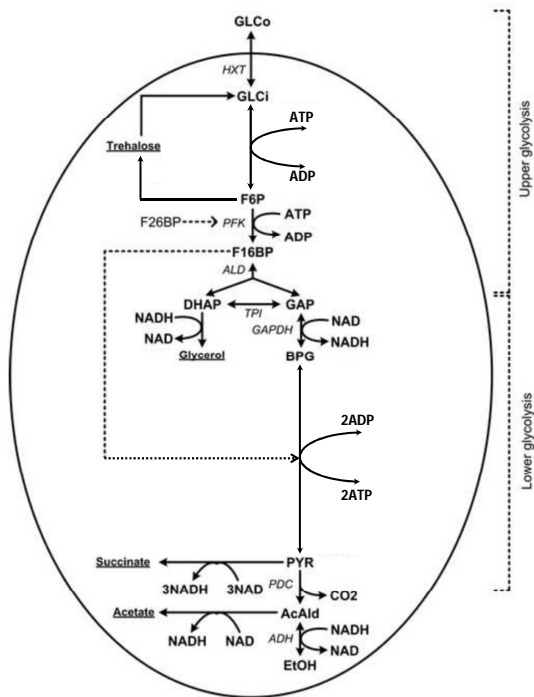 GLCo
HXT
GLCi
ATP
Trehalose
ADP
F6P
F26BP
PFK
ATP
ADP
F16BP
ALD
DHAP
TPI
GAP
NADH
NAD
GAPDH
NAD
NADH
Glycerol
BPG
2ADP
2ATP
Succinate
PYR
3NADH
3NAD
PDC
CO2
Acetate
AcAld
NADH
NAD
ADH
NADH
NAD
EtOH
Upper glycolysis
Lower glycolysis